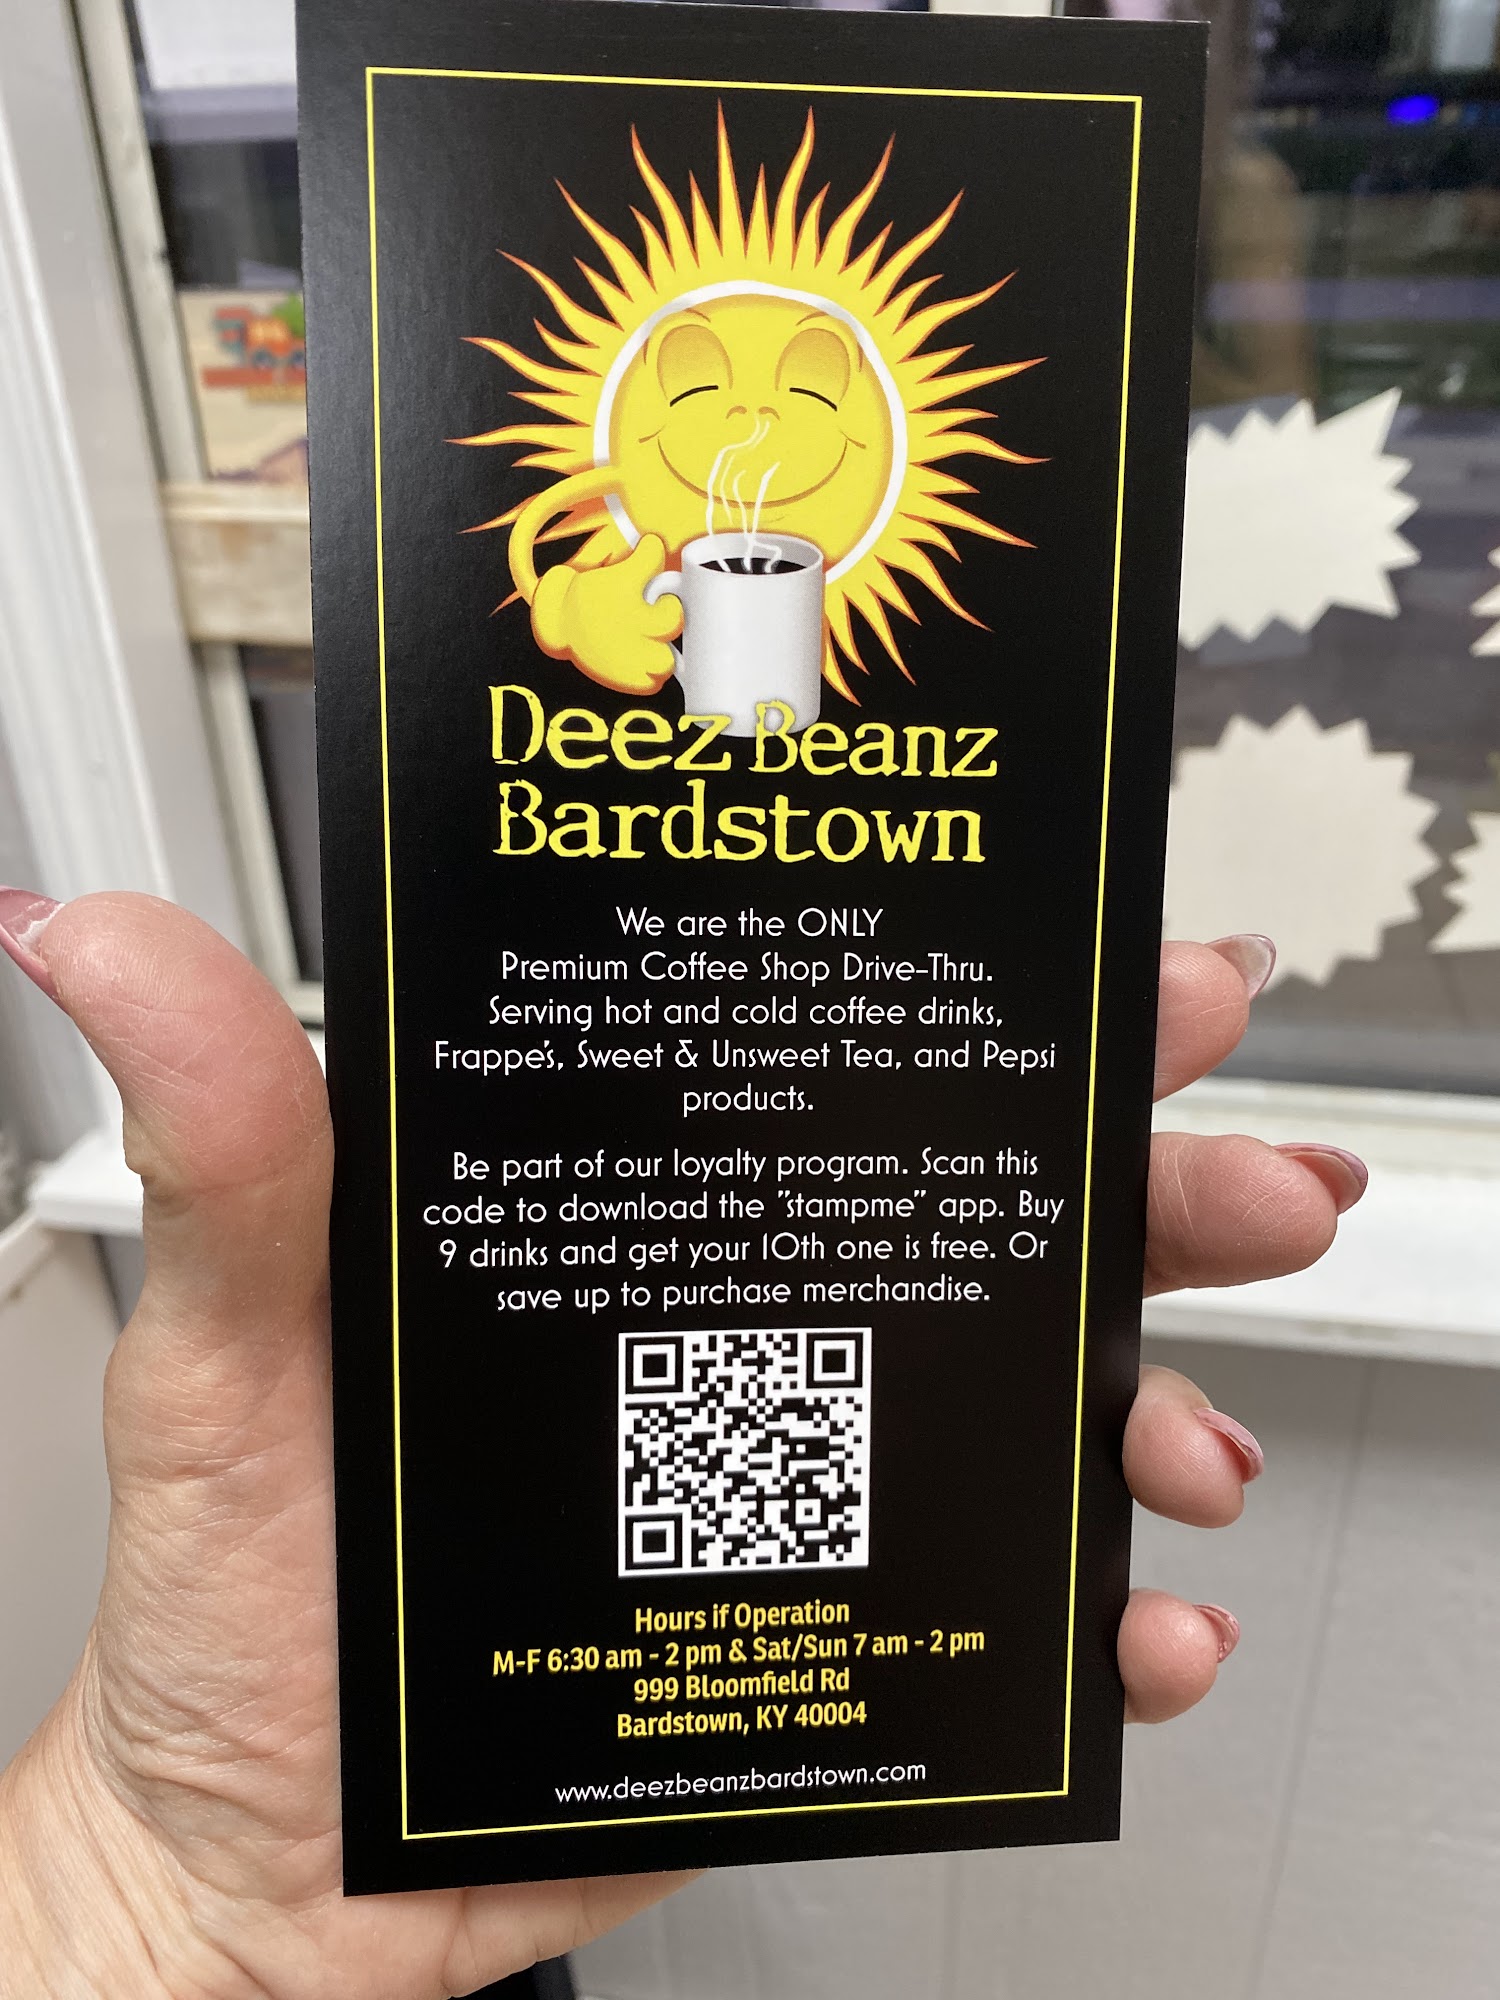 Deez Beanz
Bardstown
We are the ONLY
Premium Coffee Shop Drive-Thru.
Serving hot and cold coffee drinks,
Frappe's, Sweet & Unsweet Tea, and Pepsi
products.
Be part of our loyalty program. Scan this
code to download the "stampme" app. Buy
9 drinks and get your 10th one is free. Or
save up to purchase merchandise.
Hours if Operation
M-F 6:30 am - 2 pm & Sat/Sun 7 am - 2 pm
999 Bloomfield Rd
Bardstown, KY 40004
www.deezbeanzbardstown.com